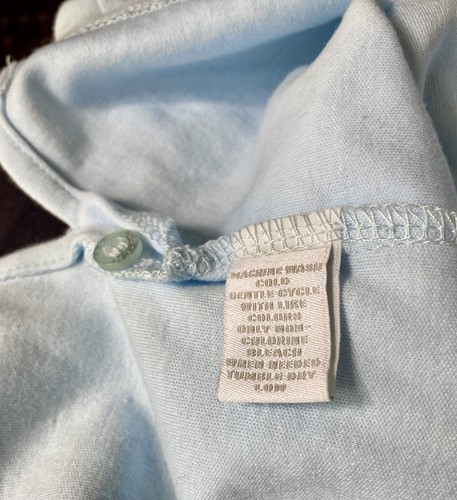 MACHINE WASH
COLD
GENTLE CYCLE
WITH LIKE
COLORS
ONLY NON-
CHLORINE
BLEACH
WHEN NEEDED
TUMBLE DRY
LOW